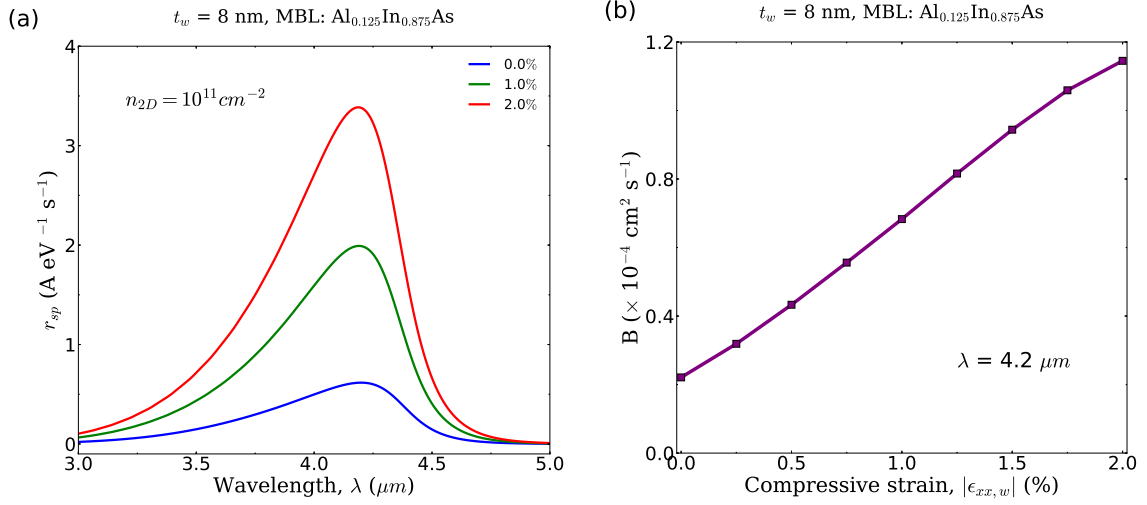 (a)
t_w = 8 nm, MBL: Al_0.125In_0.875As
4
3
2
1
0
r_sp (A eV^-1 s^-1)
n_2D = 10^11 cm^-2
0.0%
1.0%
2.0%
3.0 3.5 4.0 4.5 5.0
Wavelength, λ (μm)
(b)
t_w = 8 nm, MBL: Al_0.125In_0.875As
1.2
0.8
0.4
0.0
B (× 10^-4 cm^2 s^-1)
λ = 4.2 μm
0.0 0.5 1.0 1.5 2.0
Compressive strain, |ϵ_xx,w| (%)